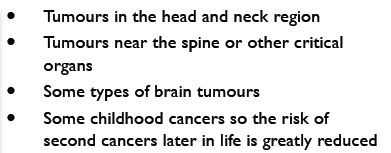 • Tumours in the head and neck region
• Tumours near the spine or other critical
organs
• Some types of brain tumours
• Some childhood cancers so the risk of
second cancers later in life is greatly reduced